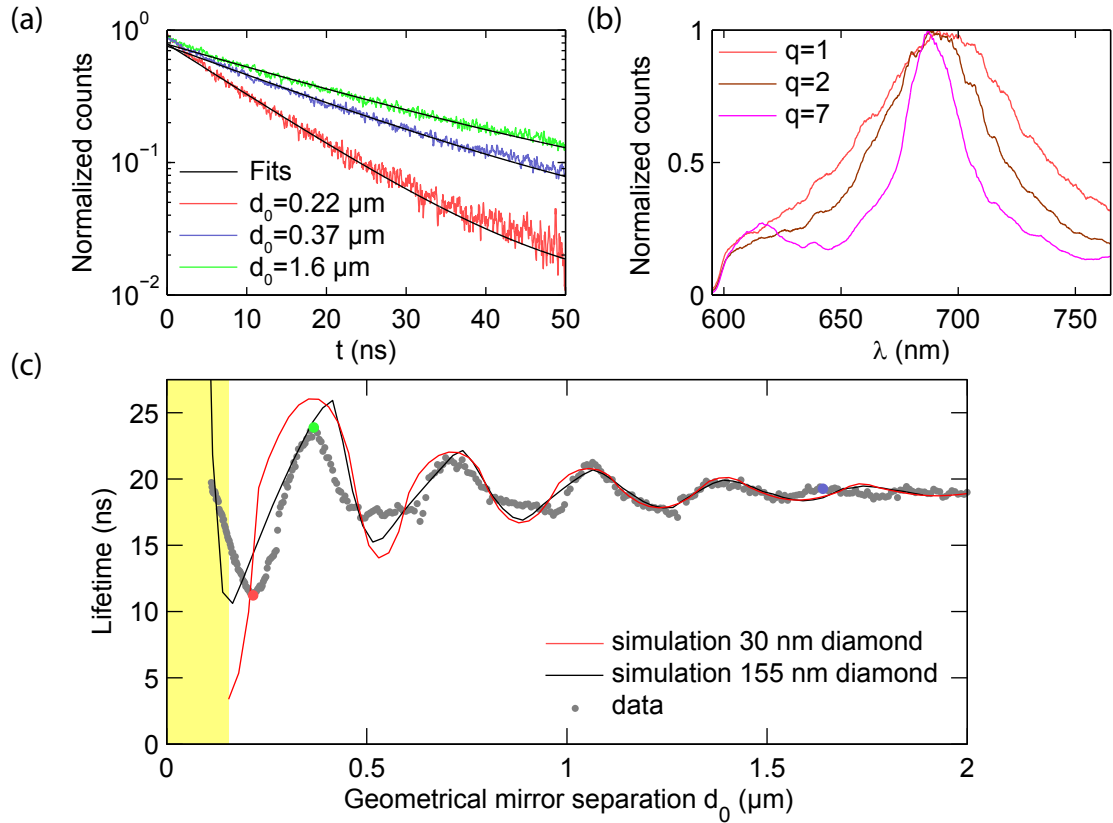 (a)
10⁰
10⁻¹
10⁻²
Normalized counts
Fits
d₀=0.22 µm
d₀=0.37 µm
d₀=1.6 µm
0 10 20 30 40 50
t (ns)
(b)
1
0.5
0
Normalized counts
q=1
q=2
q=7
600 650 700 750
λ (nm)
(c)
25
20
15
10
5
0
Lifetime (ns)
simulation 30 nm diamond
simulation 155 nm diamond
data
0 0.5 1 1.5 2
Geometrical mirror separation d₀ (µm)